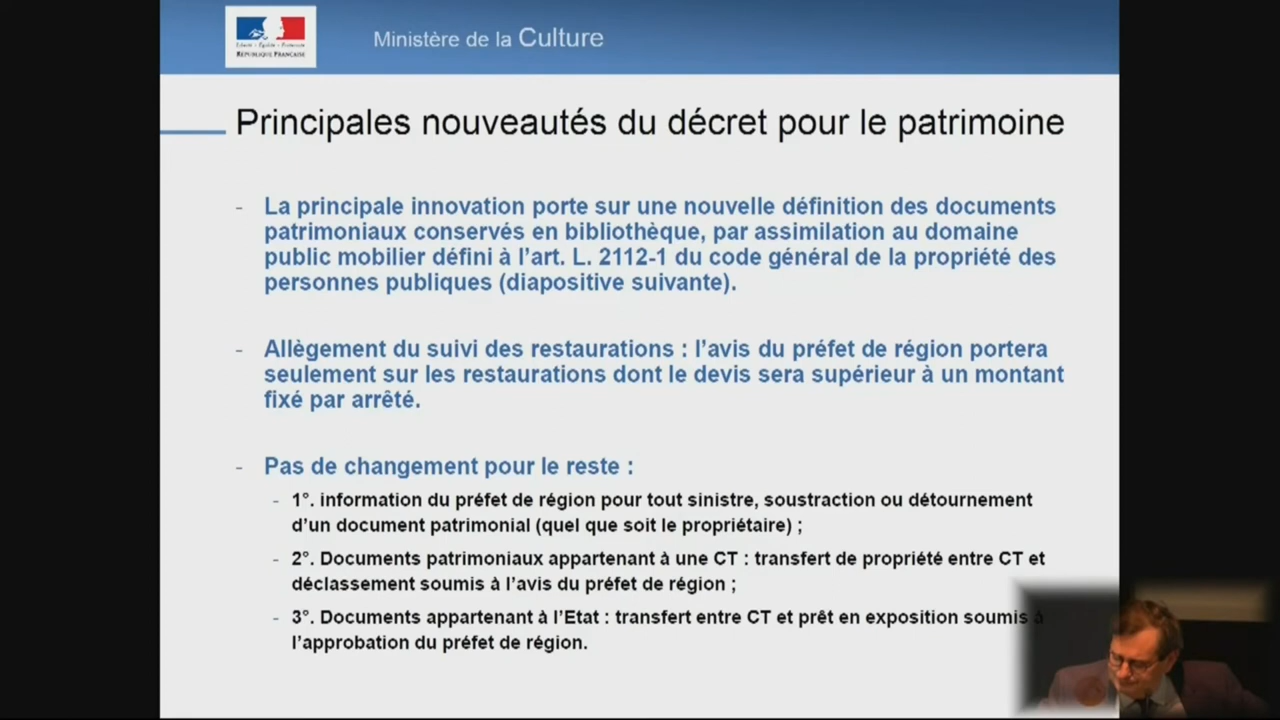 Liberté • Égalité • Fraternité
RÉPUBLIQUE FRANÇAISE
Ministère de la Culture
Principales nouveautés du décret pour le patrimoine
- La principale innovation porte sur une nouvelle définition des documents
patrimoniaux conservés en bibliothèque, par assimilation au domaine
public mobilier défini à l'art. L. 2112-1 du code général de la propriété des
personnes publiques (diapositive suivante).
- Allègement du suivi des restaurations : l'avis du préfet de région portera
seulement sur les restaurations dont le devis sera supérieur à un montant
fixé par arrêté.
- Pas de changement pour le reste :
- 1°. information du préfet de région pour tout sinistre, soustraction ou détournement
d'un document patrimonial (quel que soit le propriétaire) ;
- 2°. Documents patrimoniaux appartenant à une CT : transfert de propriété entre CT et
déclassement soumis à l'avis du préfet de région ;
- 3°. Documents appartenant à l'Etat : transfert entre CT et prêt en exposition soumis à
l'approbation du préfet de région.